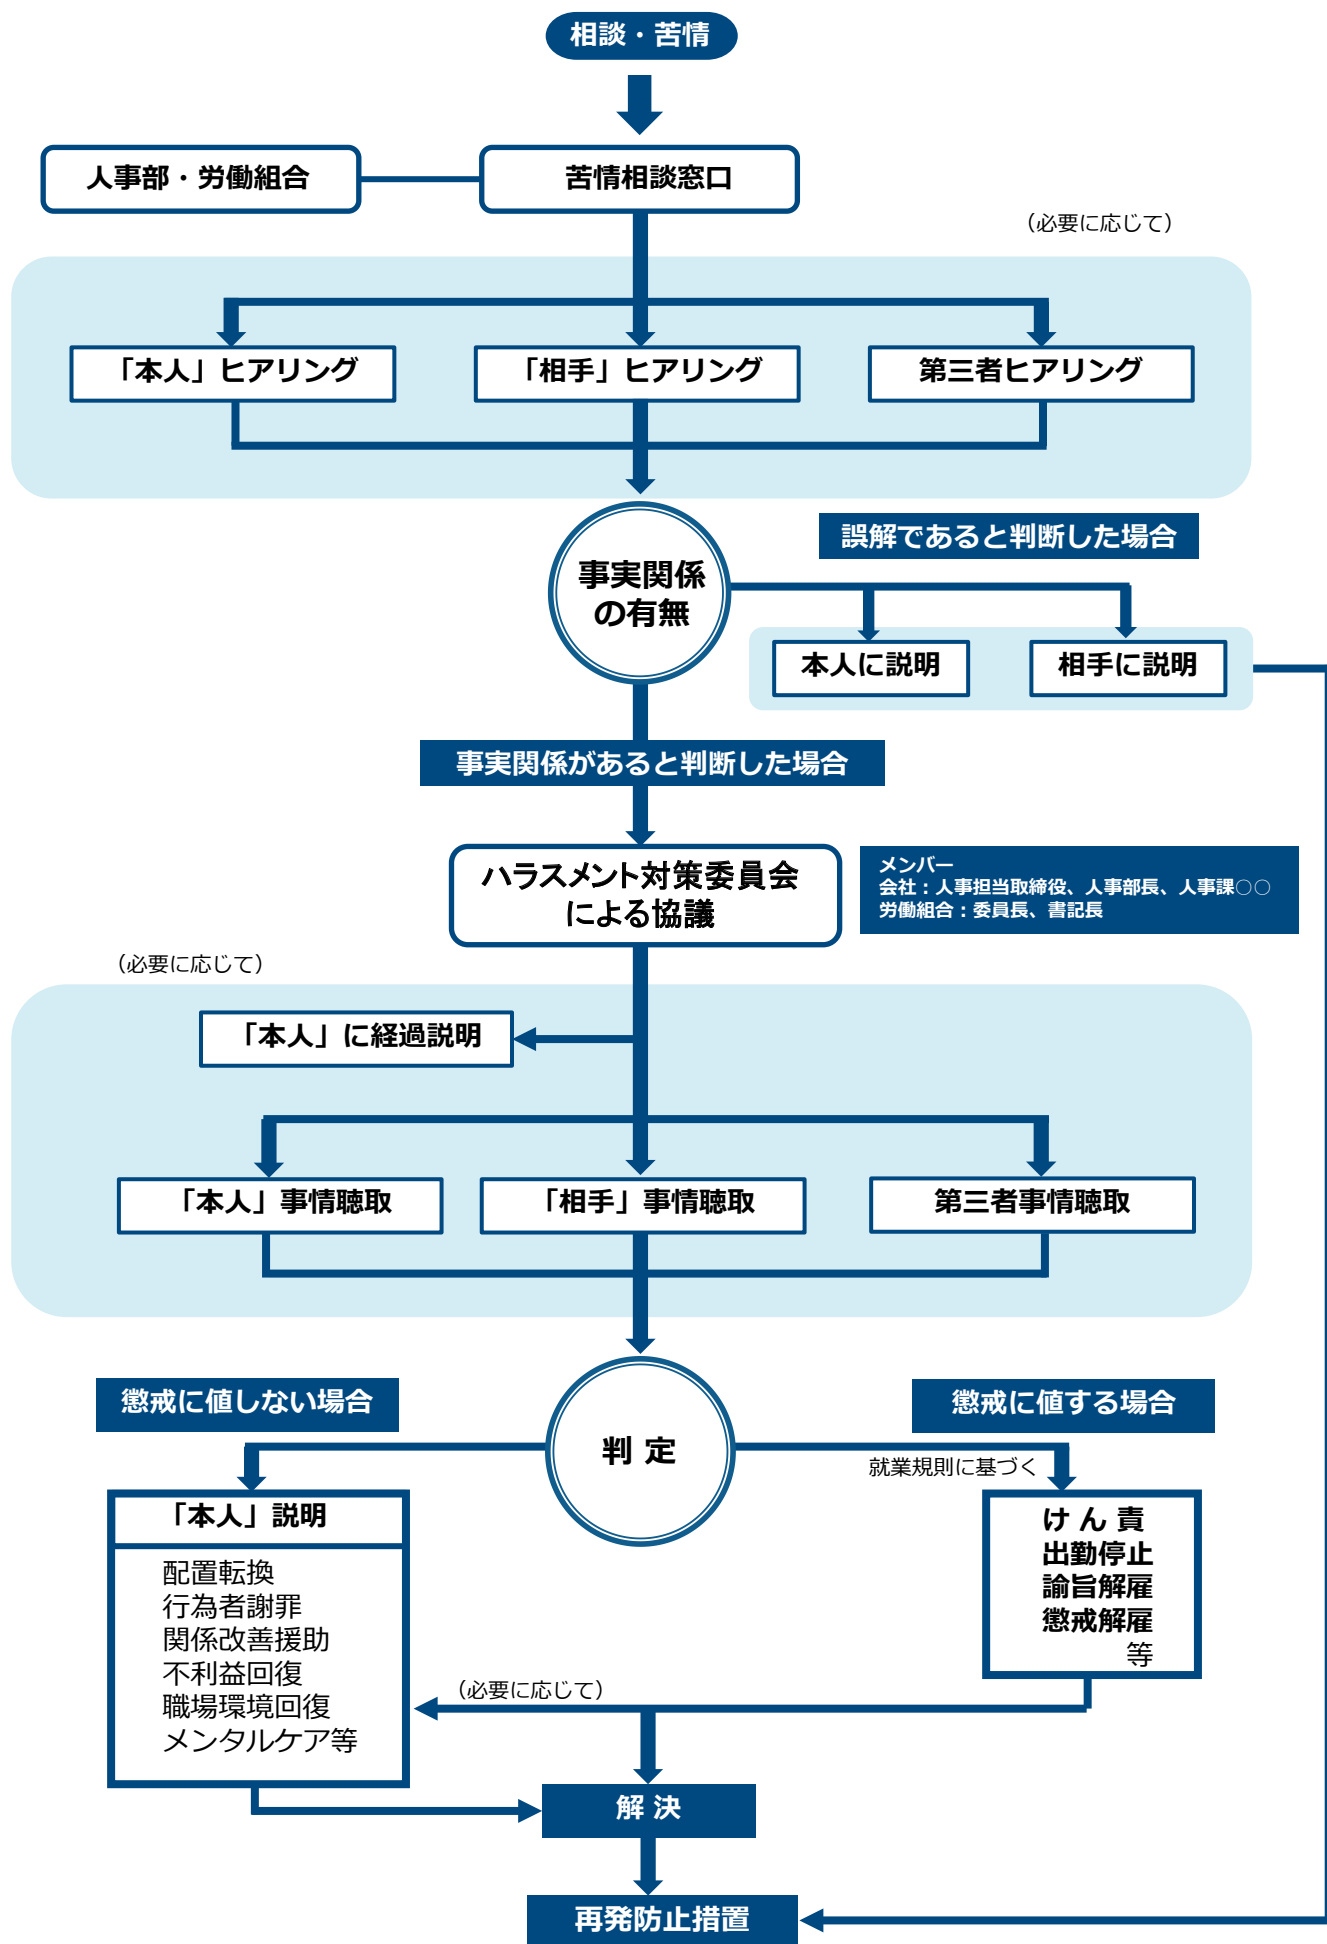 相談・苦情
人事部・労働組合
苦情相談窓口
（必要に応じて）
「本人」ヒアリング
「相手」ヒアリング
第三者ヒアリング
事実関係
の有無
誤解であると判断した場合
本人に説明
相手に説明
事実関係があると判断した場合
ハラスメント対策委員会
による協議
メンバー
会社：人事担当取締役、人事部長、人事課○○
労働組合：委員長、書記長
（必要に応じて）
「本人」に経過説明
「本人」事情聴取
「相手」事情聴取
第三者事情聴取
判 定
懲戒に値しない場合
懲戒に値する場合
就業規則に基づく
「本人」説明
配置転換
行為者謝罪
関係改善援助
不利益回復
職場環境回復
メンタルケア等
け ん 責
出勤停止
諭旨解雇
懲戒解雇
等
（必要に応じて）
解 決
再発防止措置